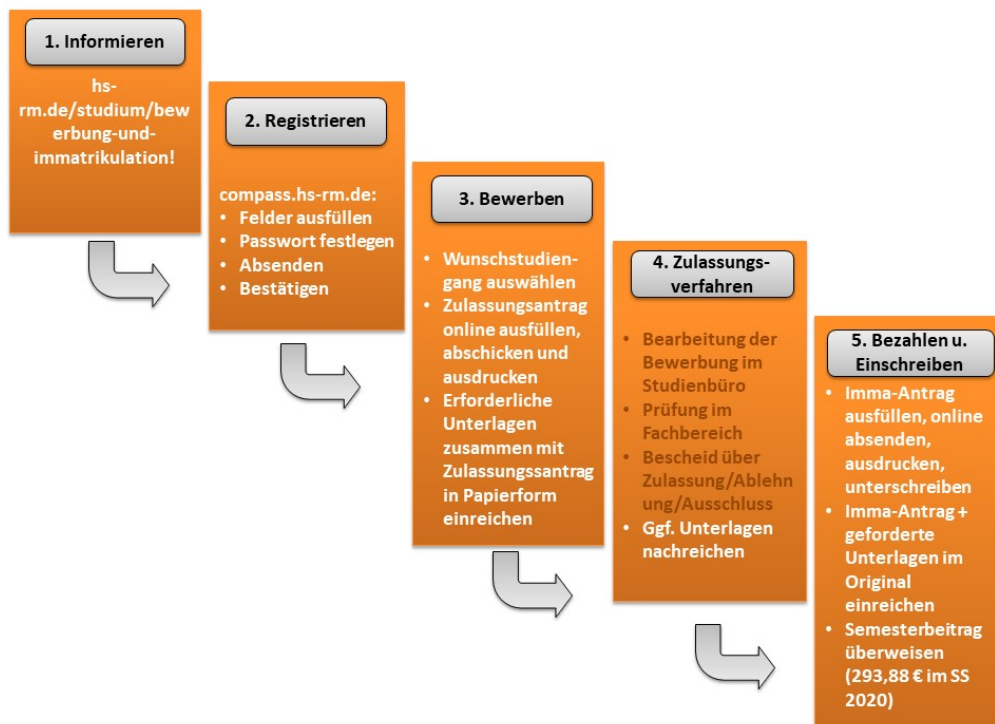 1. Informieren
hs-
rm.de/studium/bew
erbung-und-
immatrikulation!
2. Registrieren
compass.hs-rm.de:
• Felder ausfüllen
• Passwort festlegen
• Absenden
• Bestätigen
3. Bewerben
• Wunschstudien-
gang auswählen
• Zulassungsantrag
online ausfüllen,
abschicken und
ausdrucken
• Erforderliche
Unterlagen
zusammen mit
Zulassungssantrag
in Papierform
einreichen
4. Zulassungs-
verfahren
• Bearbeitung der
Bewerbung im
Studienbüro
• Prüfung im
Fachbereich
• Bescheid über
Zulassung/Ablehn
nung/Ausschluss
• Ggf. Unterlagen
nachreichen
5. Bezahlen u.
Einschreiben
• Imma-Antrag
ausfüllen, online
absenden,
ausdrucken,
unterschreiben
• Imma-Antrag +
geforderte
Unterlagen im
Original
einreichen
• Semesterbeitrag
überweisen
(293,88 € im SS
2020)